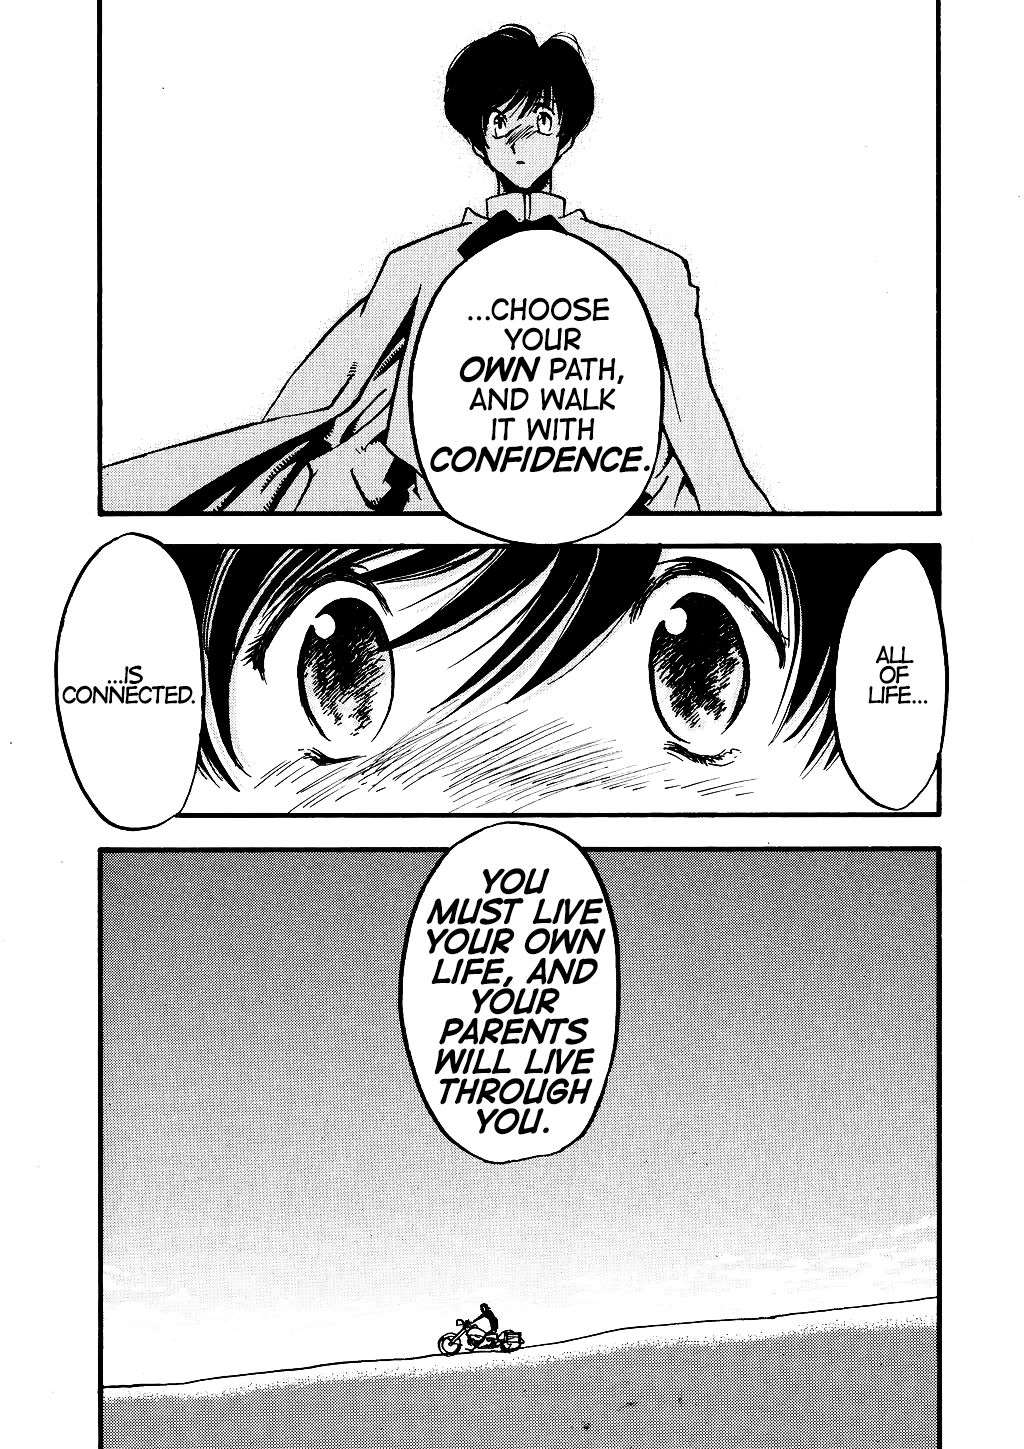 ...CHOOSE
YOUR
OWN PATH,
AND WALK
IT WITH
CONFIDENCE.
ALL
OF
LIFE...
...IS
CONNECTED.
YOU
MUST LIVE
YOUR OWN
LIFE, AND
YOUR
PARENTS
WILL LIVE
THROUGH
YOU.